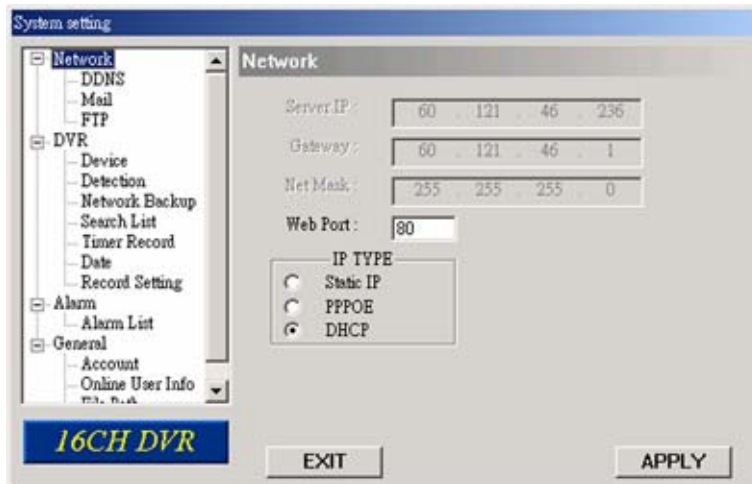 System setting
Network
DDNS
Mail
FTP
DVR
Device
Detection
Network Backup
Search List
Timer Record
Date
Record Setting
Alarm
Alarm List
General
Account
Online User Info
16CH DVR
Network
Server IP : 60 . 121 . 46 . 236
Gateway : 60 . 121 . 46 . 1
Net Mask : 255 . 255 . 255 . 0
Web Port : 80
IP TYPE
Static IP
PPPOE
DHCP
EXIT
APPLY